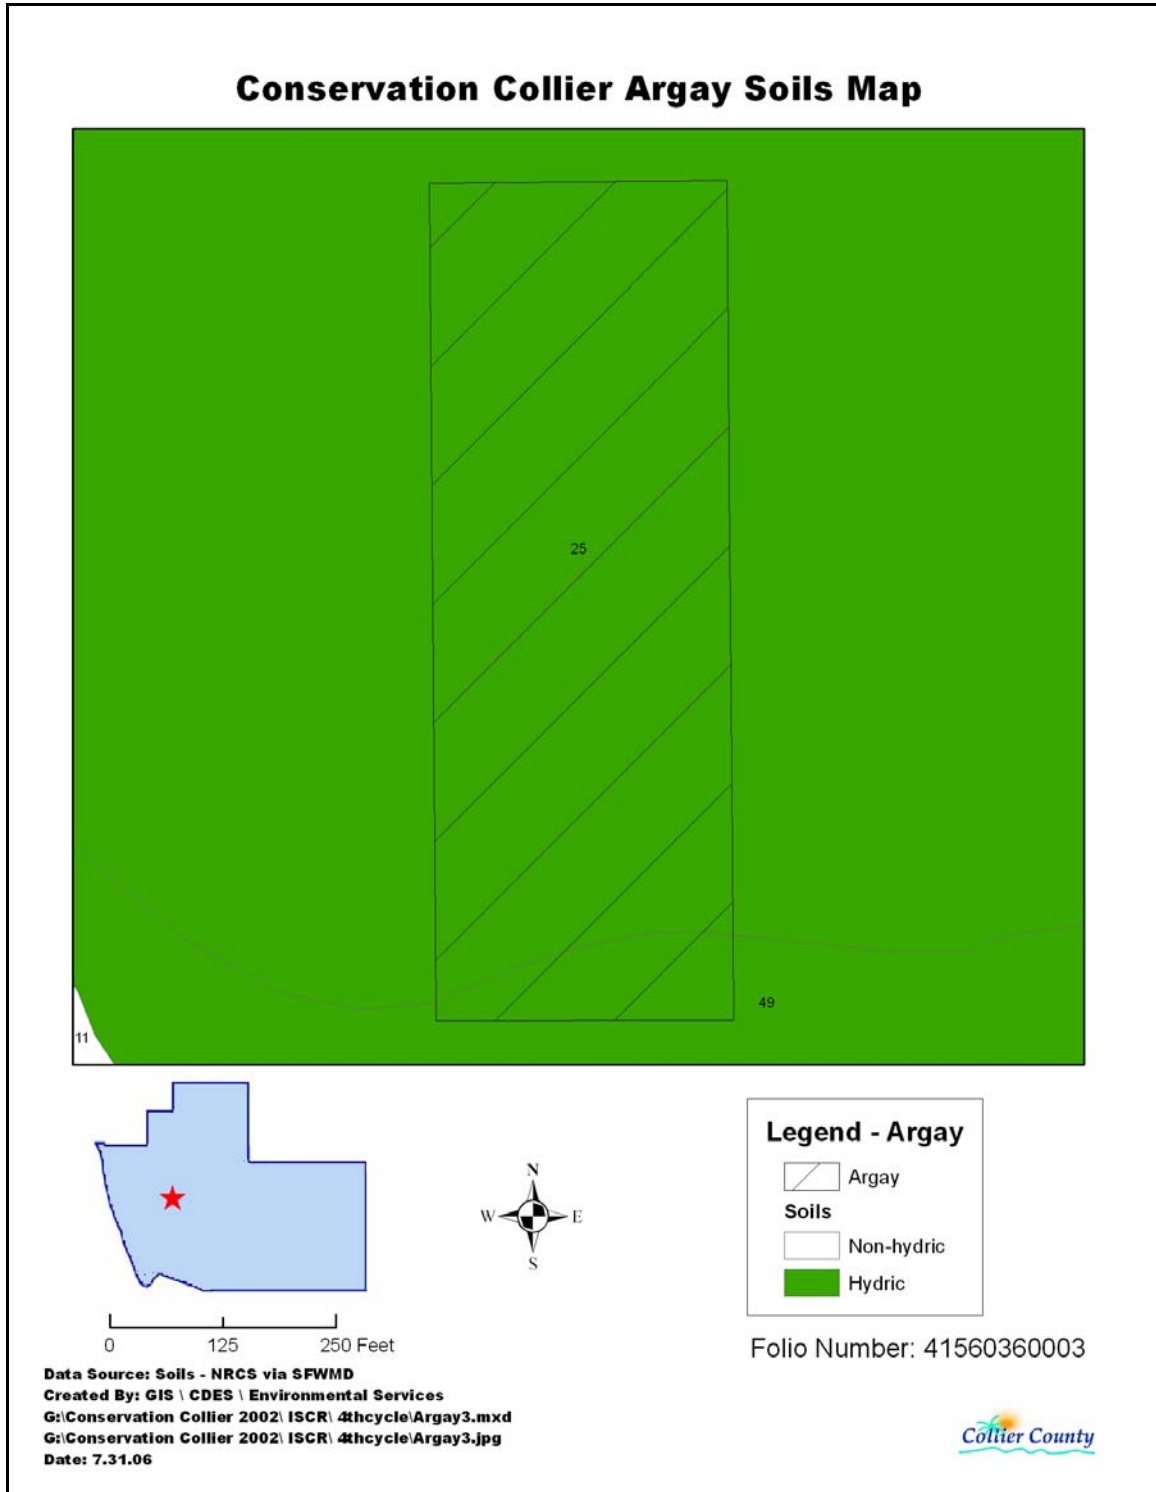 Conservation Collier Argay Soils Map
25
49
11
N
W E
S
0 125 250 Feet
Legend - Argay
Argay
Soils
Non-hydric
Hydric
Folio Number: 41560360003
Data Source: Soils - NRCS via SFWMD
Created By: GIS \ CDES \ Environmental Services
G:\Conservation Collier 2002\ ISCR\ 4thcycle\Argay3.mxd
G:\Conservation Collier 2002\ ISCR\ 4thcycle\Argay3.jpg
Date: 7.31.06
Collier County